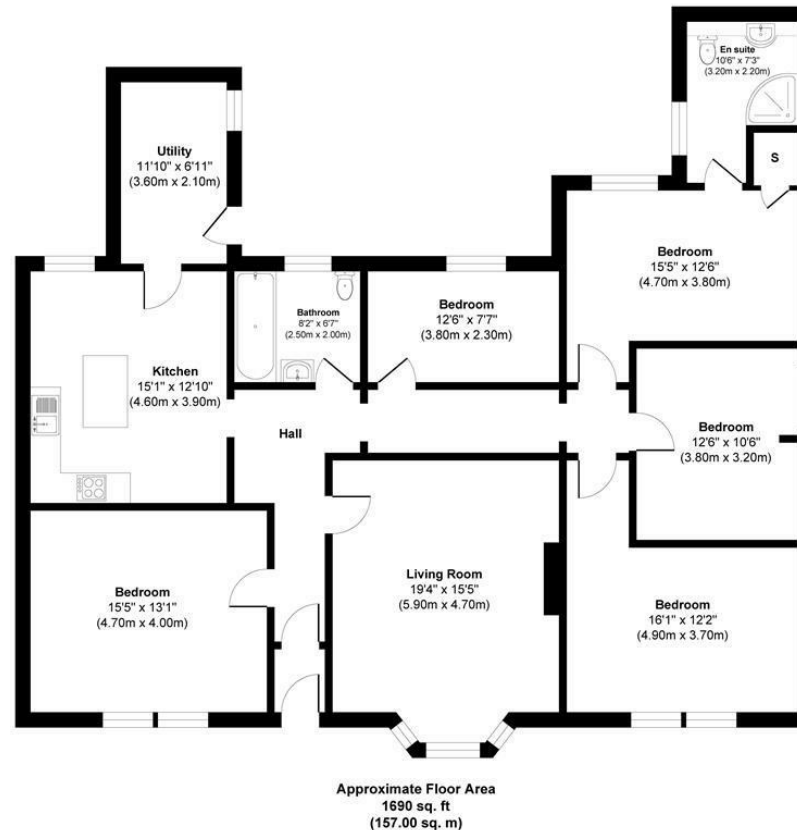 En suite
10'6" x 7'3"
(3.20m x 2.20m)
Utility
11'10" x 6'11"
(3.60m x 2.10m)
S
Bedroom
15'5" x 12'6"
(4.70m x 3.80m)
Bathroom
8'2" x 6'7"
(2.50m x 2.00m)
Bedroom
12'6" x 7'7"
(3.80m x 2.30m)
Kitchen
15'1" x 12'10"
(4.60m x 3.90m)
Hall
Bedroom
12'6" x 10'6"
(3.80m x 3.20m)
Bedroom
15'5" x 13'1"
(4.70m x 4.00m)
Living Room
19'4" x 15'5"
(5.90m x 4.70m)
Bedroom
16'1" x 12'2"
(4.90m x 3.70m)
Approximate Floor Area
1690 sq. ft
(157.00 sq. m)